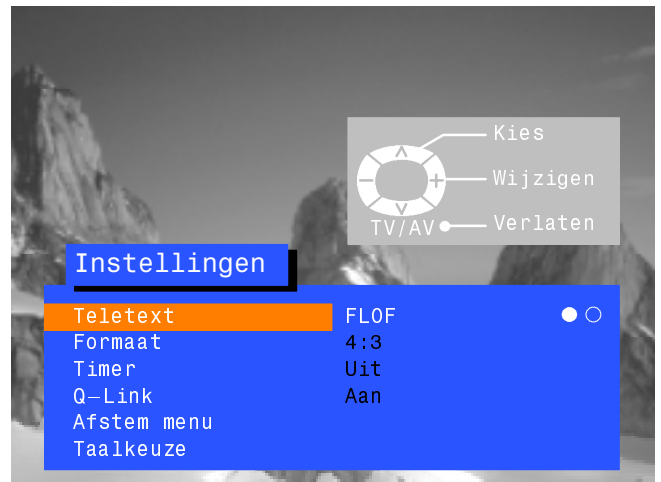 Kies
Wijzigen
TV/AV Verlaten
Instellingen
Teletext FLOF
Formaat 4:3
Timer Uit
Q–Link Aan
Afstem menu
Taalkeuze